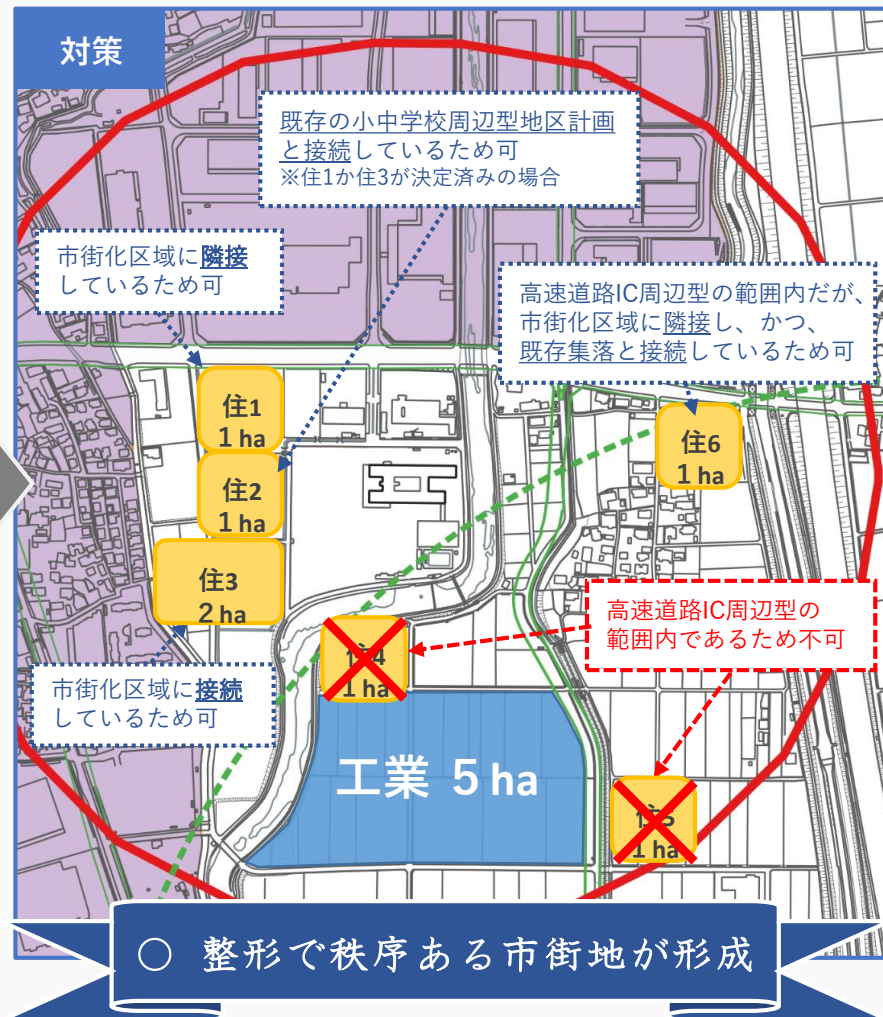 対策
既存の小中学校周辺型地区計画
と接続しているため可
※住1か住3が決定済みの場合
市街化区域に隣接
しているため可
高速道路IC周辺型の範囲内だが、
市街化区域に隣接し、かつ、
既存集落と接続しているため可
住1
1 ha
住2
1 ha
住3
２ha
住6
1 ha
高速道路IC周辺型の
範囲内であるため不可
住4
1 ha
市街化区域に接続
しているため可
工業 ５ha
住5
1 ha
○ 整形で秩序ある市街地が形成